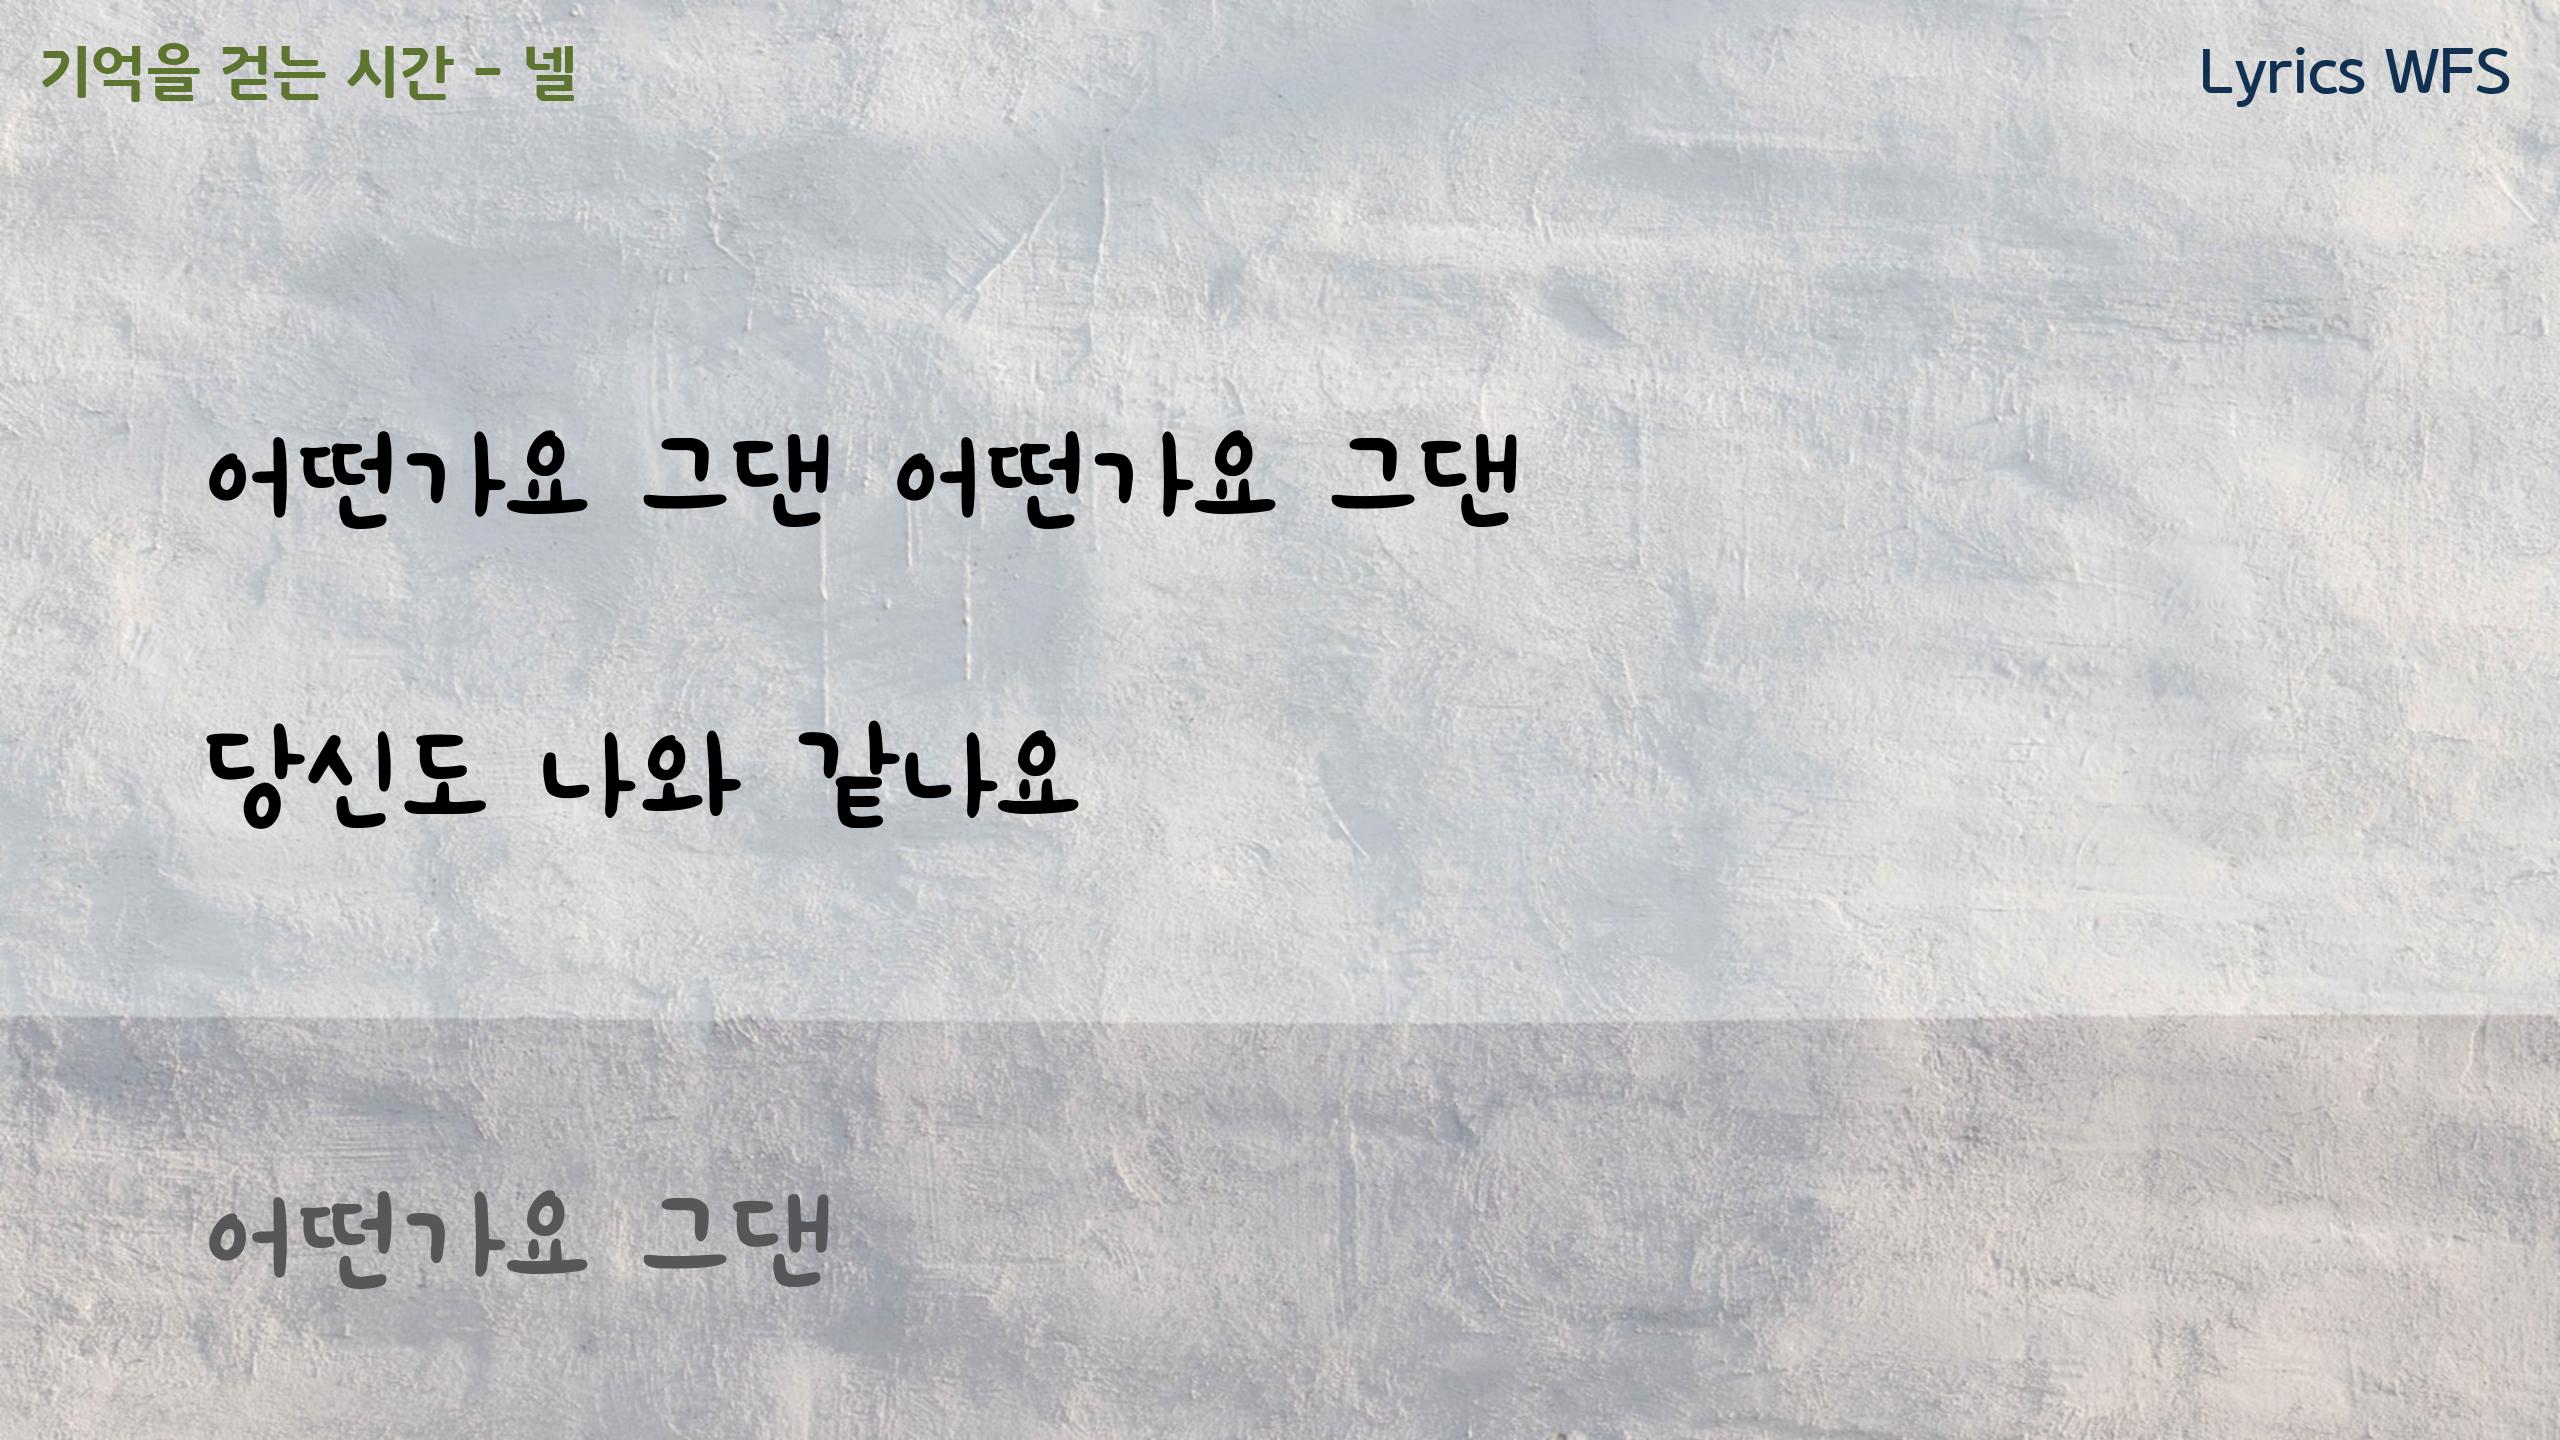 기억을 걷는 시간 - 넬
Lyrics WFS
어떤가요 그댄 어떤가요 그댄
당신도 나와 같나요
어떤가요 그댄